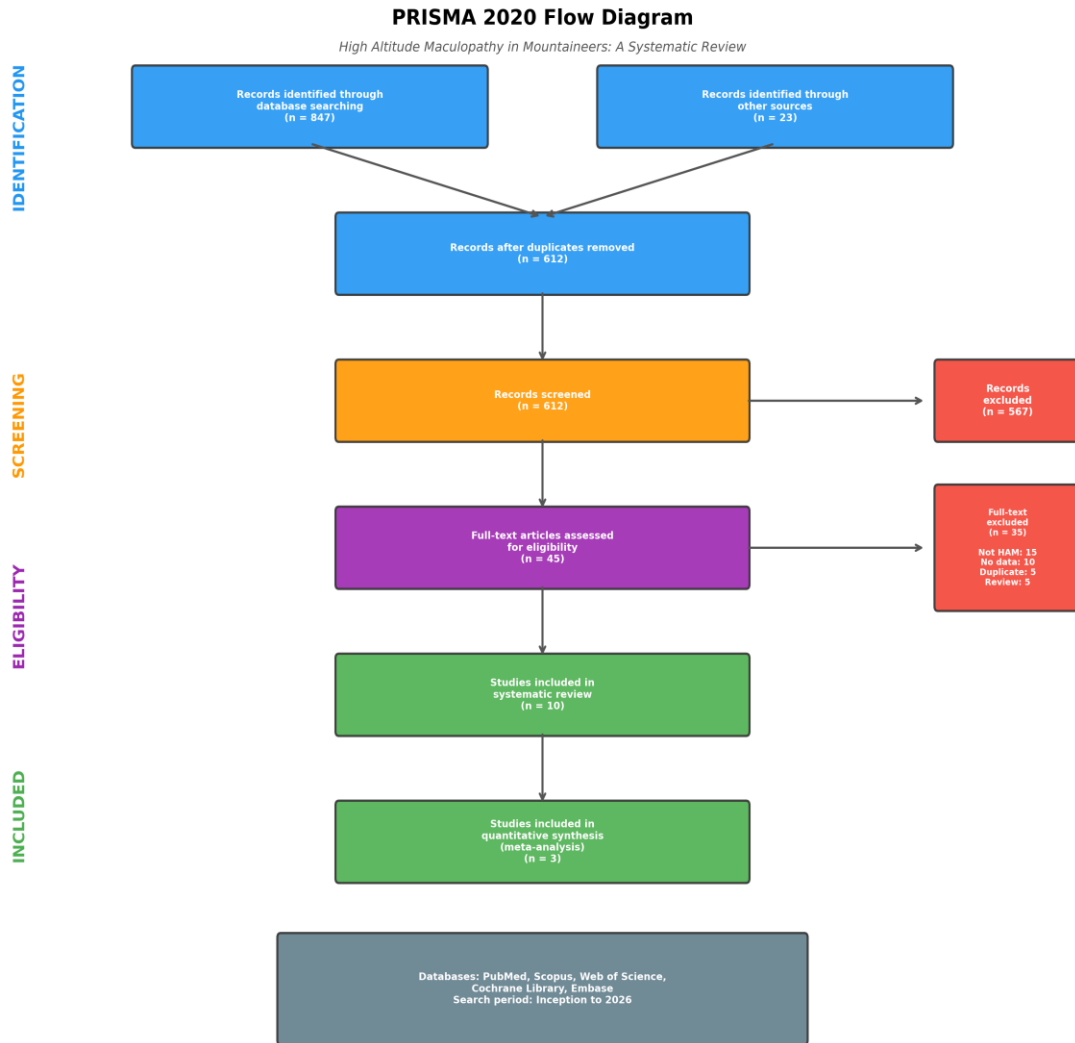 PRISMA 2020 Flow Diagram
High Altitude Maculopathy in Mountaineers: A Systematic Review
IDENTIFICATION
Records identified through
database searching
(n = 847)
Records identified through
other sources
(n = 23)
Records after duplicates removed
(n = 612)
SCREENING
Records screened
(n = 612)
Records
excluded
(n = 567)
ELIGIBILITY
Full-text articles assessed
for eligibility
(n = 45)
Full-text
excluded
(n = 35)
Not HAM: 15
No data: 10
Duplicate: 5
Review: 5
INCLUDED
Studies included in
systematic review
(n = 10)
Studies included in
quantitative synthesis
(meta-analysis)
(n = 3)
Databases: PubMed, Scopus, Web of Science,
Cochrane Library, Embase
Search period: Inception to 2026